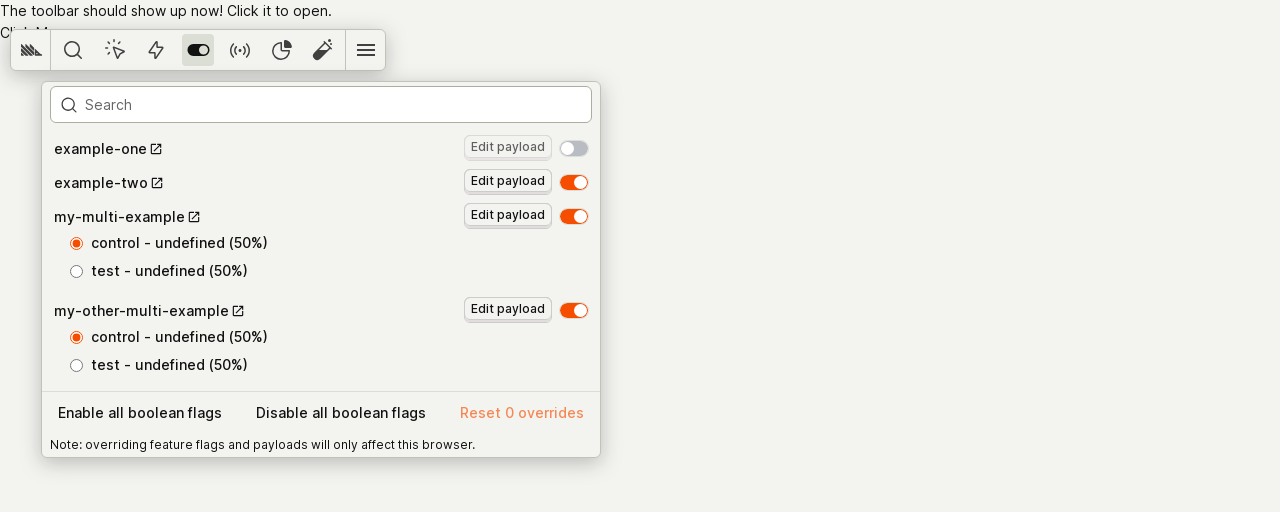 The toolbar should show up now! Click it to open.
Search
example-one Edit payload
example-two Edit payload
my-multi-example Edit payload
control - undefined (50%)
test - undefined (50%)
my-other-multi-example Edit payload
control - undefined (50%)
test - undefined (50%)
Enable all boolean flags Disable all boolean flags Reset 0 overrides
Note: overriding feature flags and payloads will only affect this browser.